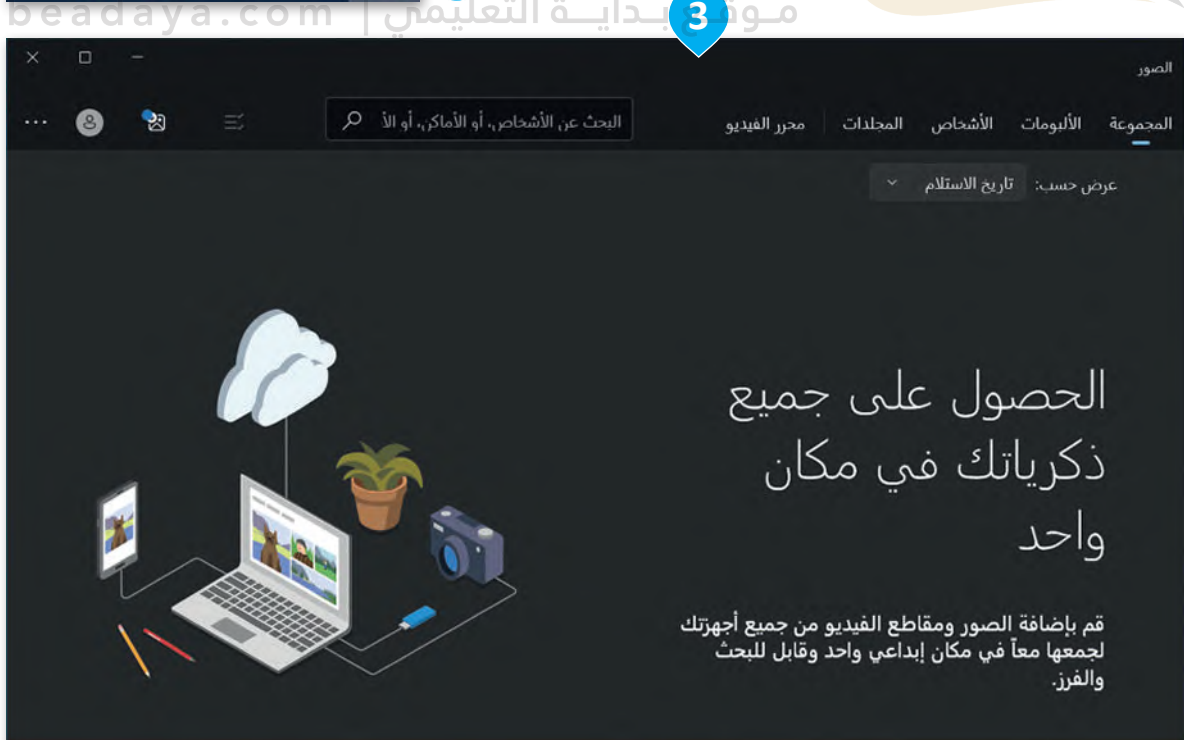 موقع بداية التعليمي | beadaya.com
3
الصور
المجموعة الألبومات الأشخاص المجلدات محرر الفيديو
البحث عن الأشخاص، أو الأماكن، أو الأ
عرض حسب: تاريخ الاستلام
الحصول على جميع
ذكرياتك في مكان
واحد
قم بإضافة الصور ومقاطع الفيديو من جميع أجهزتك
لجمعها معاً في مكان إبداعي واحد وقابل للبحث
والفرز.